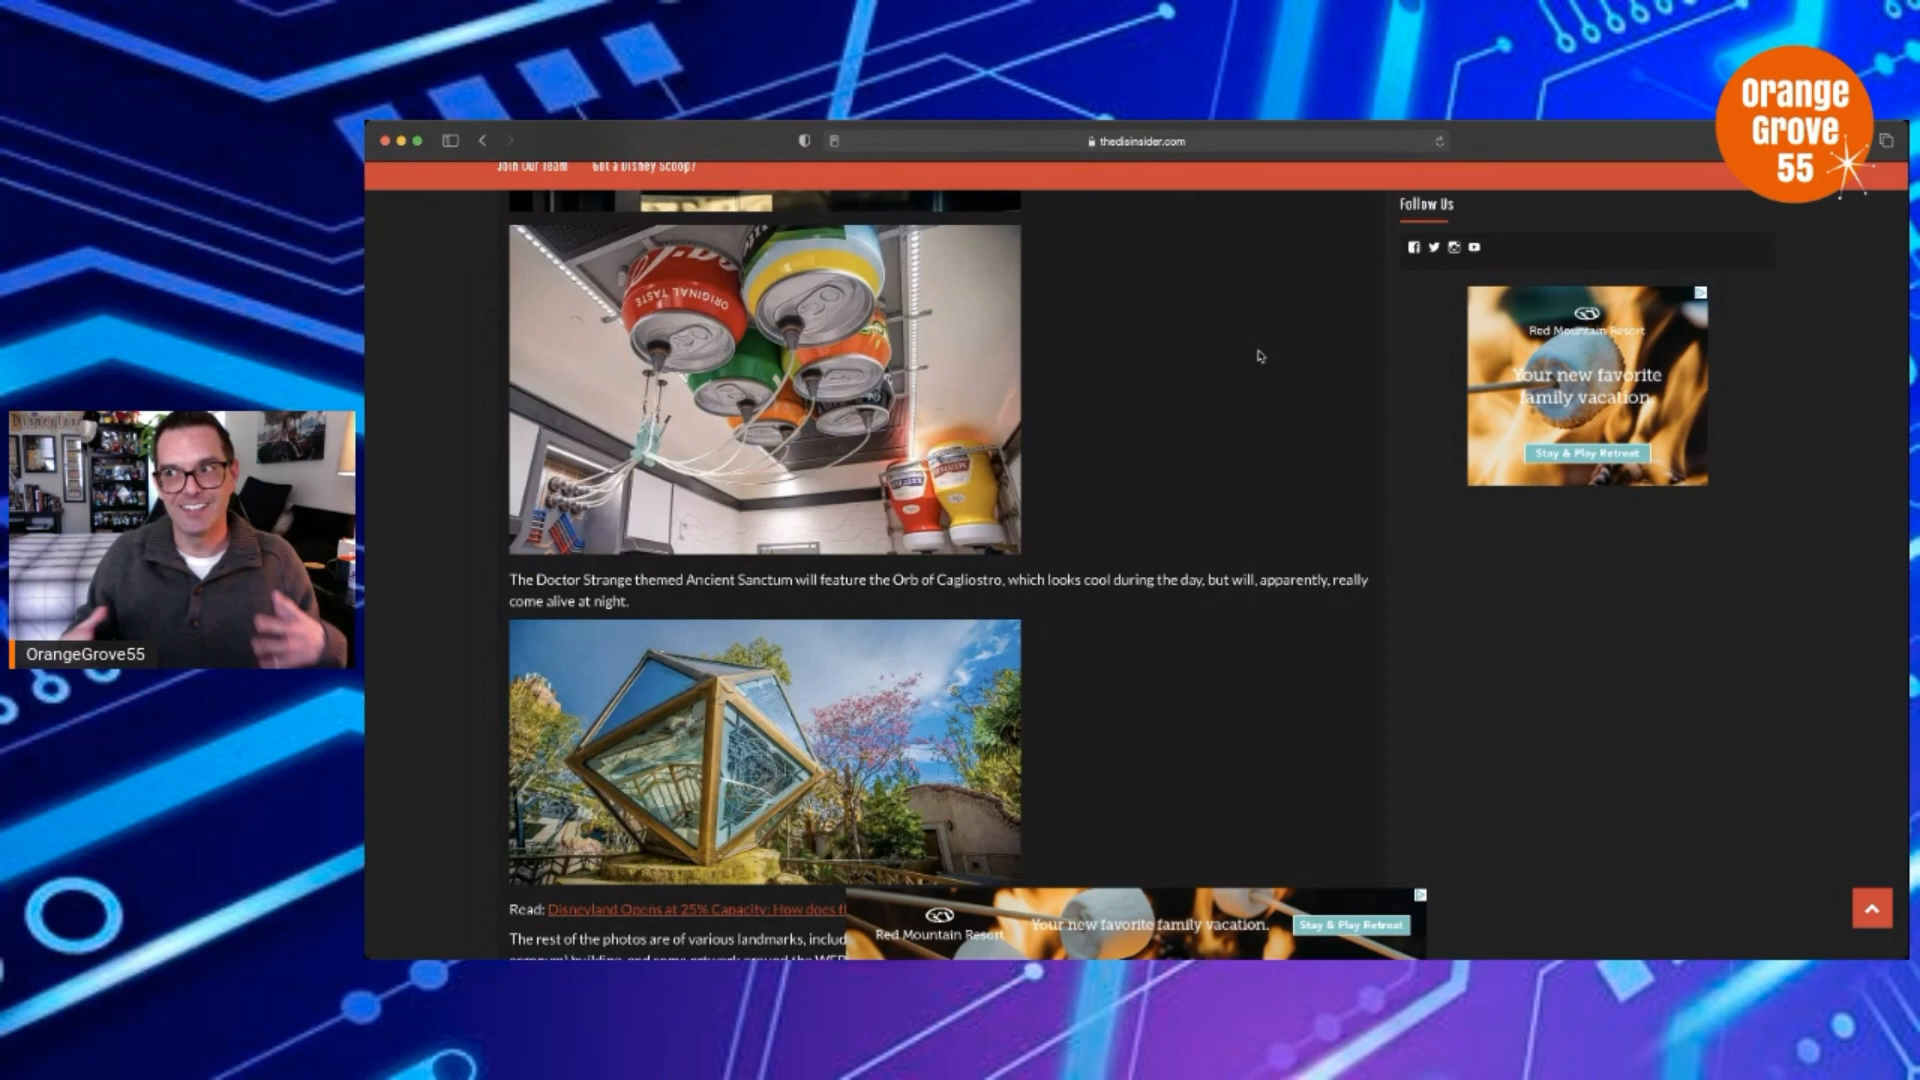 Orange
Grove
55
thedisinsider.com
Join Our Team
Got a Disney Scoop?
Follow Us
ORIGINAL TASTE
Disneyland
Red Mountain Resort
Your new favorite
family vacation.
Stay & Play Retreat
OrangeGrove55
The Doctor Strange themed Ancient Sanctum will feature the Orb of Cagliostro, which looks cool during the day, but will, apparently, really
come alive at night.
Read: Disneyland Opens at 25% Capacity: How does t
The rest of the photos are of various landmarks, includ
Red Mountain Resort
Your new favorite family vacation.
Stay & Play Retreat